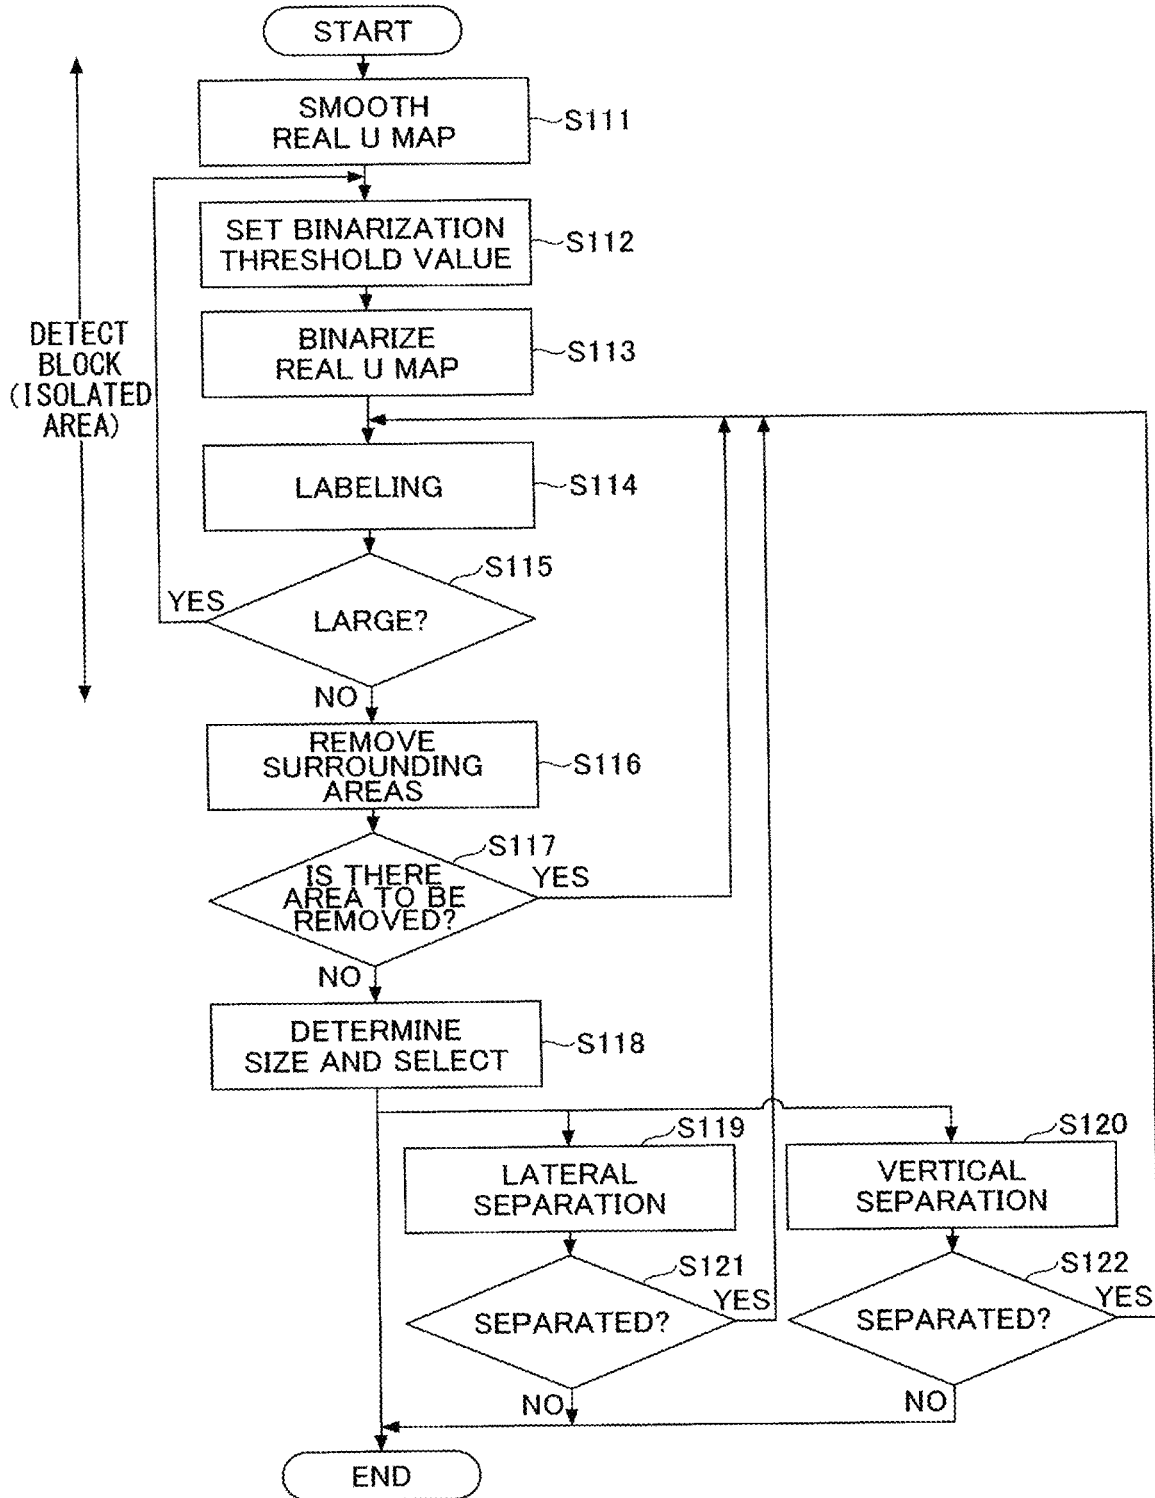 START
SMOOTH
REAL U MAP
S111
SET BINARIZATION
THRESHOLD VALUE
S112
BINARIZE
REAL U MAP
S113
DETECT
BLOCK
(ISOLATED
AREA)
LABELING
S114
S115
YES
LARGE?
NO
REMOVE
SURROUNDING
AREAS
S116
S117
IS THERE
AREA TO BE
REMOVED?
YES
NO
DETERMINE
SIZE AND SELECT
S118
S119
LATERAL
SEPARATION
S120
VERTICAL
SEPARATION
S121
SEPARATED?
YES
NO
S122
SEPARATED?
YES
NO
END